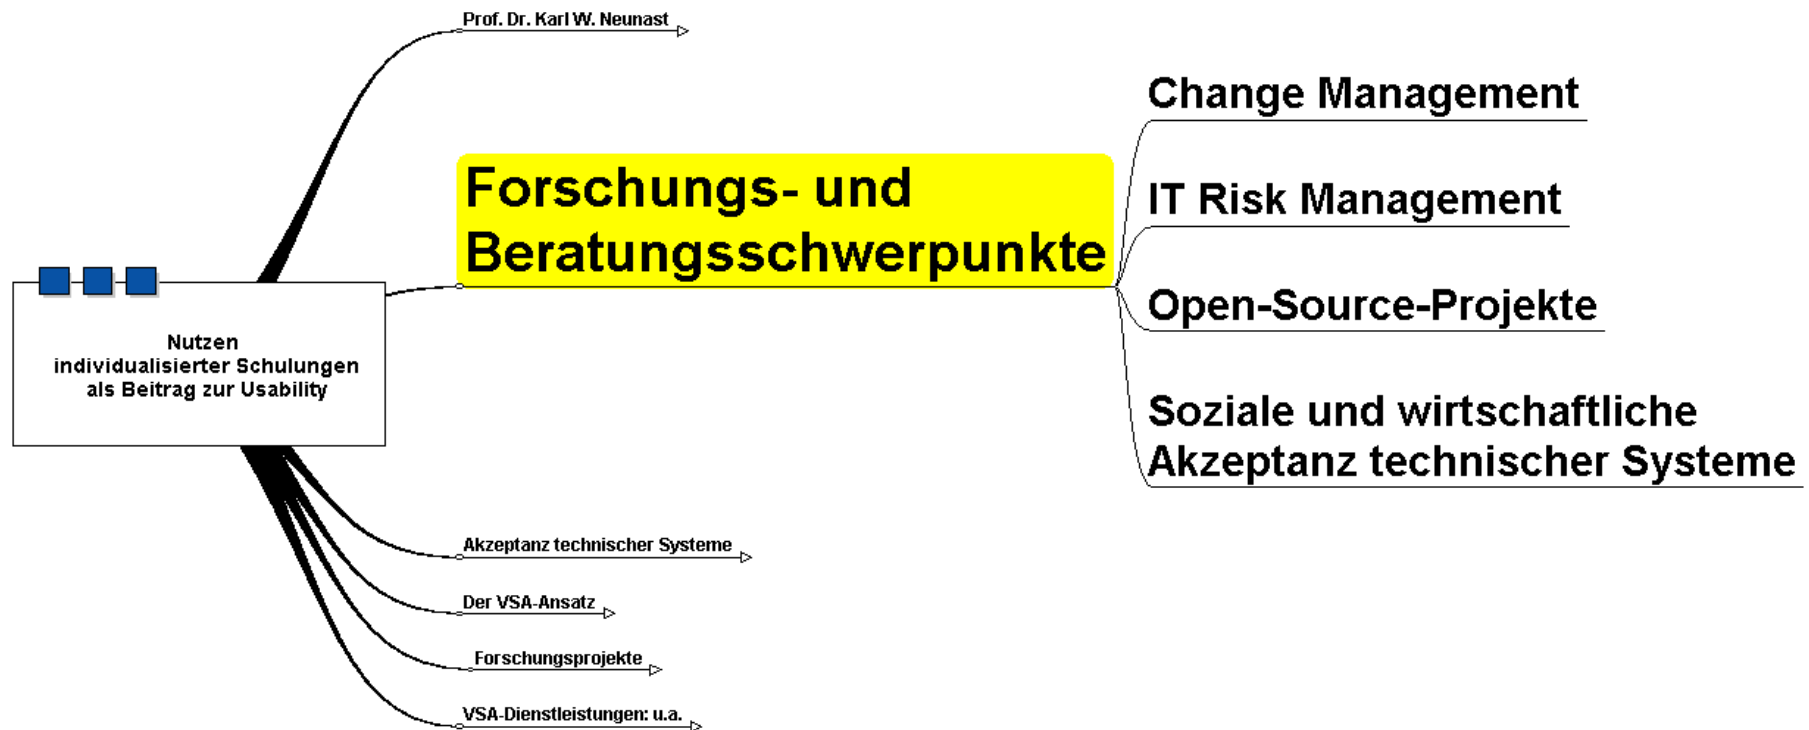 Prof. Dr. Karl W. Neunast
Forschungs- und
Beratungsschwerpunkte
Change Management
IT Risk Management
Open-Source-Projekte
Soziale und wirtschaftliche
Akzeptanz technischer Systeme
Nutzen
individualisierter Schulungen
als Beitrag zur Usability
Akzeptanz technischer Systeme
Der VSA-Ansatz
Forschungsprojekte
VSA-Dienstleistungen: u.a.